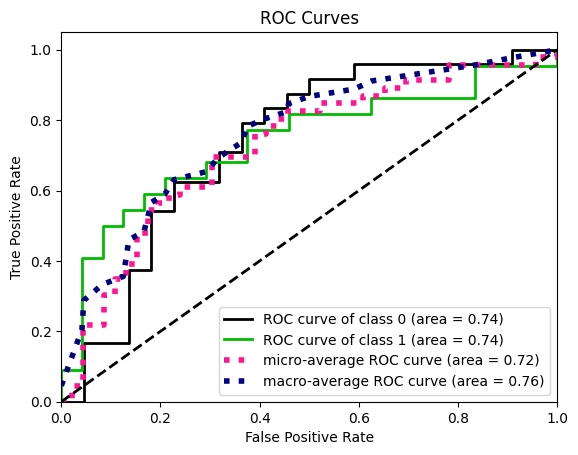 ROC Curves
True Positive Rate
1.0
0.8
0.6
0.4
0.2
0.0
ROC curve of class 0 (area = 0.74)
ROC curve of class 1 (area = 0.74)
micro-average ROC curve (area = 0.72)
macro-average ROC curve (area = 0.76)
0.0 0.2 0.4 0.6 0.8 1.0
False Positive Rate